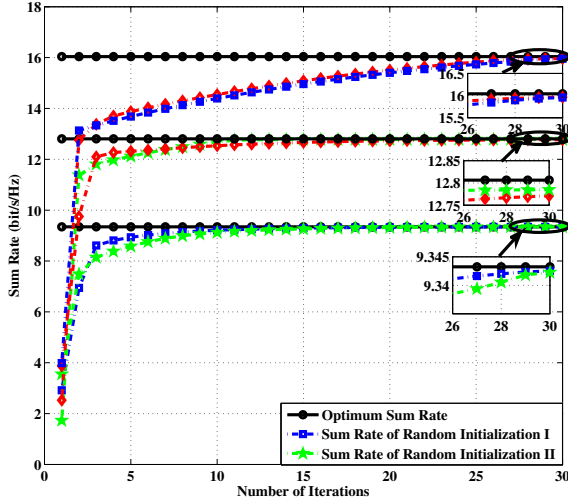 18
16
14
12
10
8
6
4
2
0
Sum Rate (bit/s/Hz)
16.5
16
15.5
26 28 30
12.85
12.8
12.75
26 28 30
9.345
9.34
26 27 28 29 30
Optimum Sum Rate
Sum Rate of Random Initialization I
Sum Rate of Random Initialization II
0 5 10 15 20 25 30
Number of Iterations